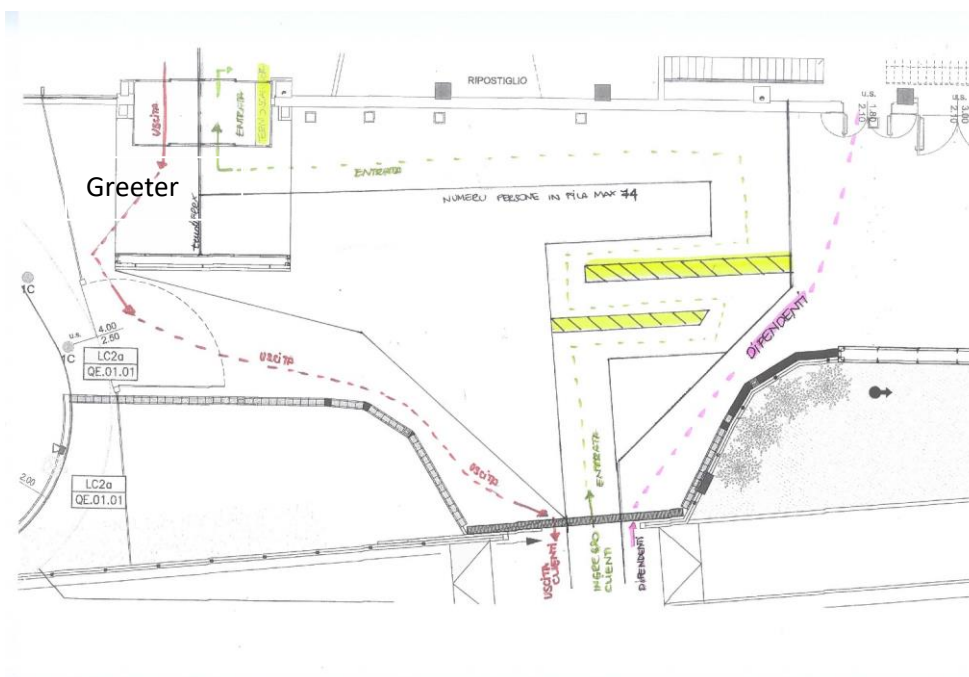 RIPOSTIGLIO
USCITA
ENTRATA
u.s. 1.80
2.10
u.s. 3.00
2.10
Greeter
ENTRATA
NUMERO PERSONE IN FILA MAX 74
1C
u.s. 4.00
2.50
1C
LC2a
QE.01.01
USCITA
DIPENDENTI
USCITA
ENTRATA
2.00
LC2a
QE.01.01
USCITA
CLIENTI
INGRESSO
CLIENTI
DIPENDENTI